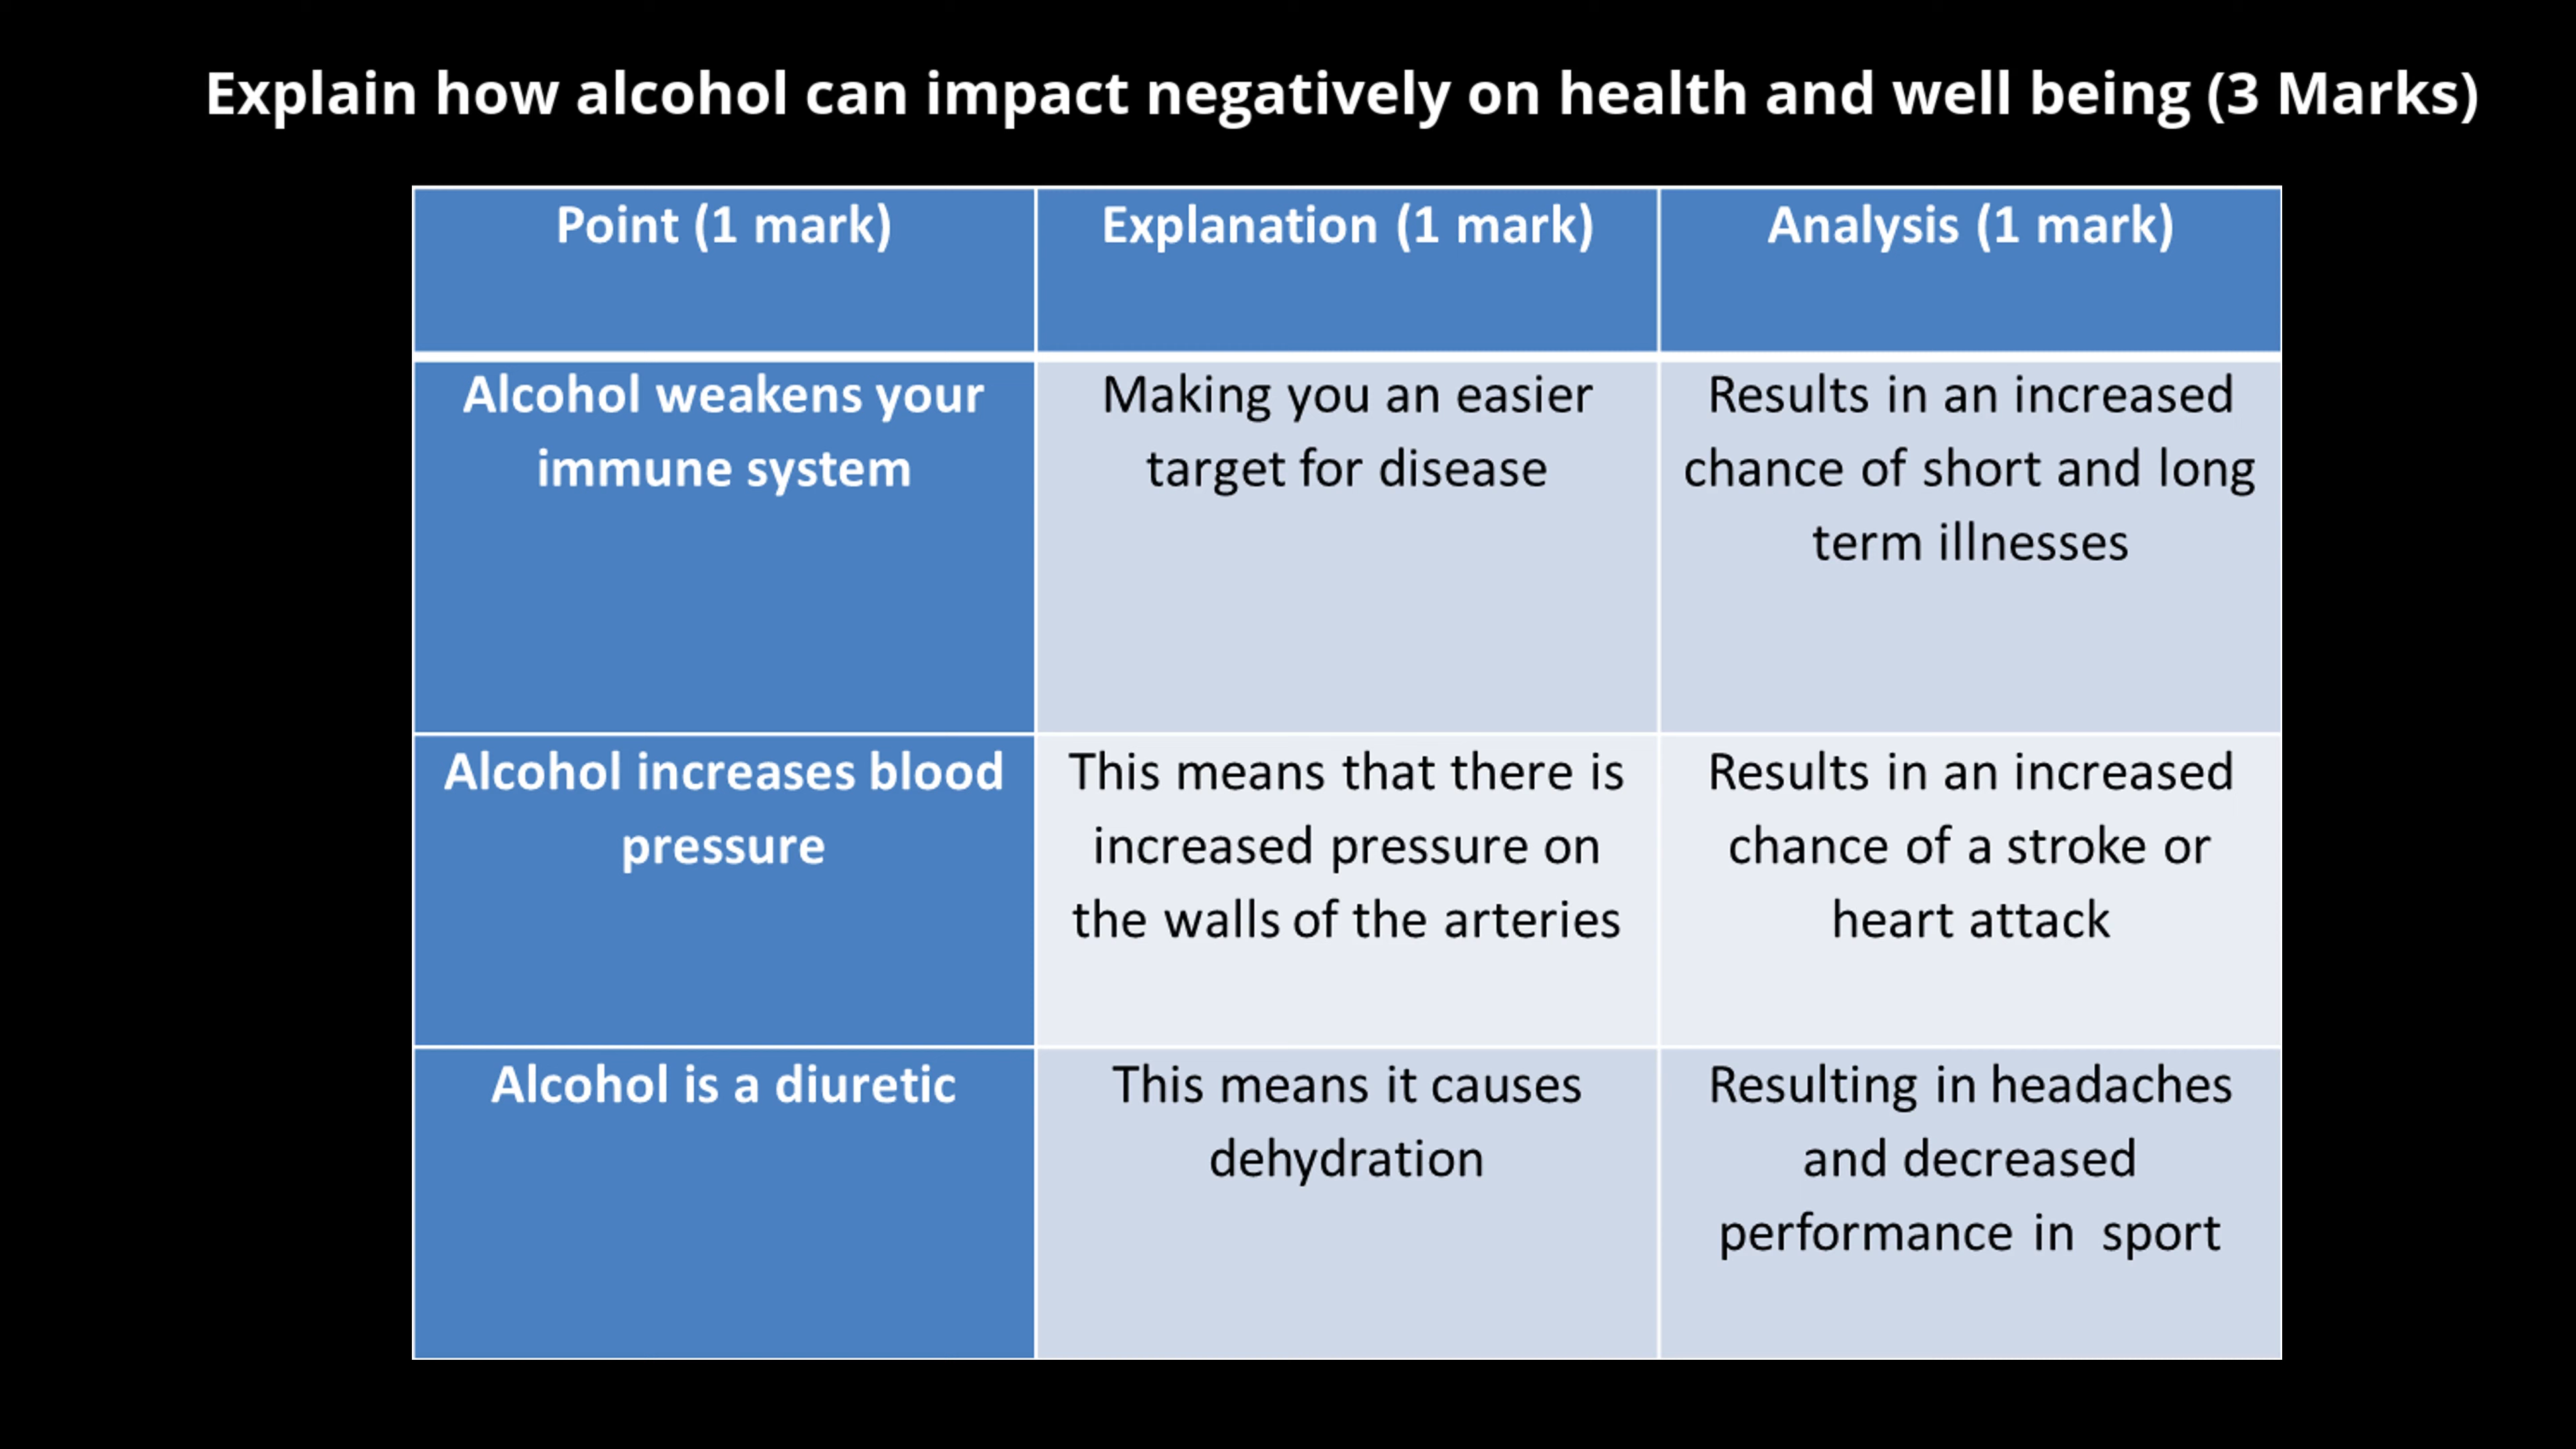 Explain how alcohol can impact negatively on health and well being (3 Marks)
Point (1 mark)
Explanation (1 mark)
Analysis (1 mark)
Alcohol weakens your
immune system
Making you an easier
target for disease
Results in an increased
chance of short and long
term illnesses
Alcohol increases blood
pressure
This means that there is
increased pressure on
the walls of the arteries
Results in an increased
chance of a stroke or
heart attack
Alcohol is a diuretic
This means it causes
dehydration
Resulting in headaches
and decreased
performance in sport